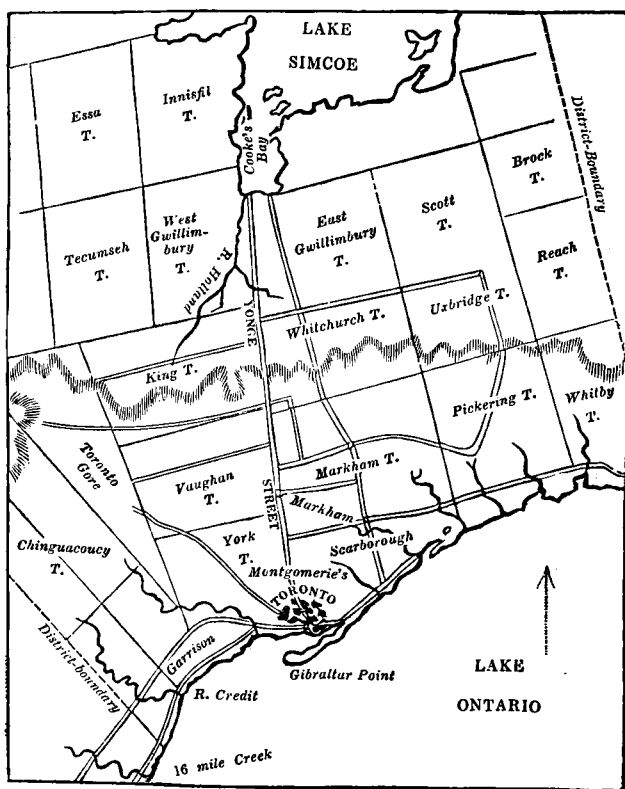 LAKE
SIMCOE
Essa
T.
Innisfil
T.
Cooke's
Bay
District-Boundary
Brock
T.
Tecumseh
T.
West
Gwillim-
bury
T.
R. Holland
East
Gwillimbury
T.
Scott
T.
Reach
T.
YONGE
STREET
Whitchurch T.
Uxbridge T.
King T.
Pickering T.
Whitby
T.
Toronto
Gore
Vaughan
T.
Markham T.
Markham
Chinguacoucy
T.
York
T.
Scarborough
Montgomerie's
TORONTO
District-boundary
Garrison
Gibraltar Point
R. Credit
LAKE
ONTARIO
16 mile Creek